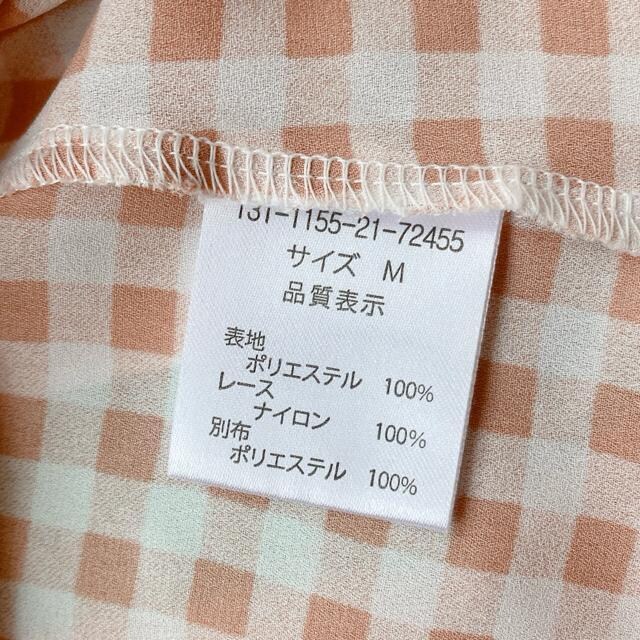 131-1155-21-72455
サイズ M
品質表示
表地
ポリエステル 100%
レース
ナイロン 100%
別布
ポリエステル 100%